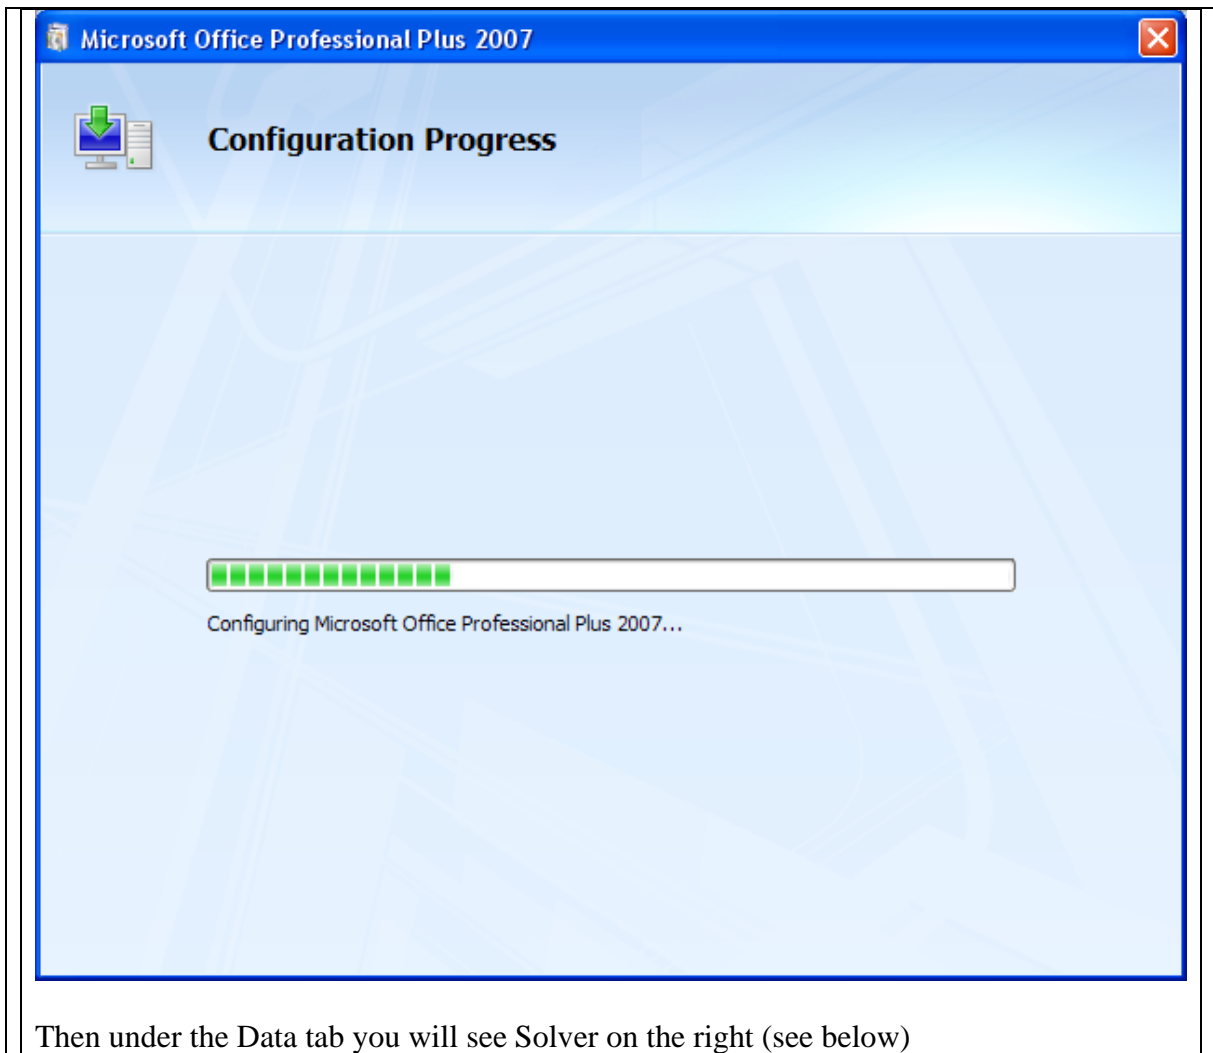 Microsoft Office Professional Plus 2007
Configuration Progress
Configuring Microsoft Office Professional Plus 2007...
Then under the Data tab you will see Solver on the right (see below)